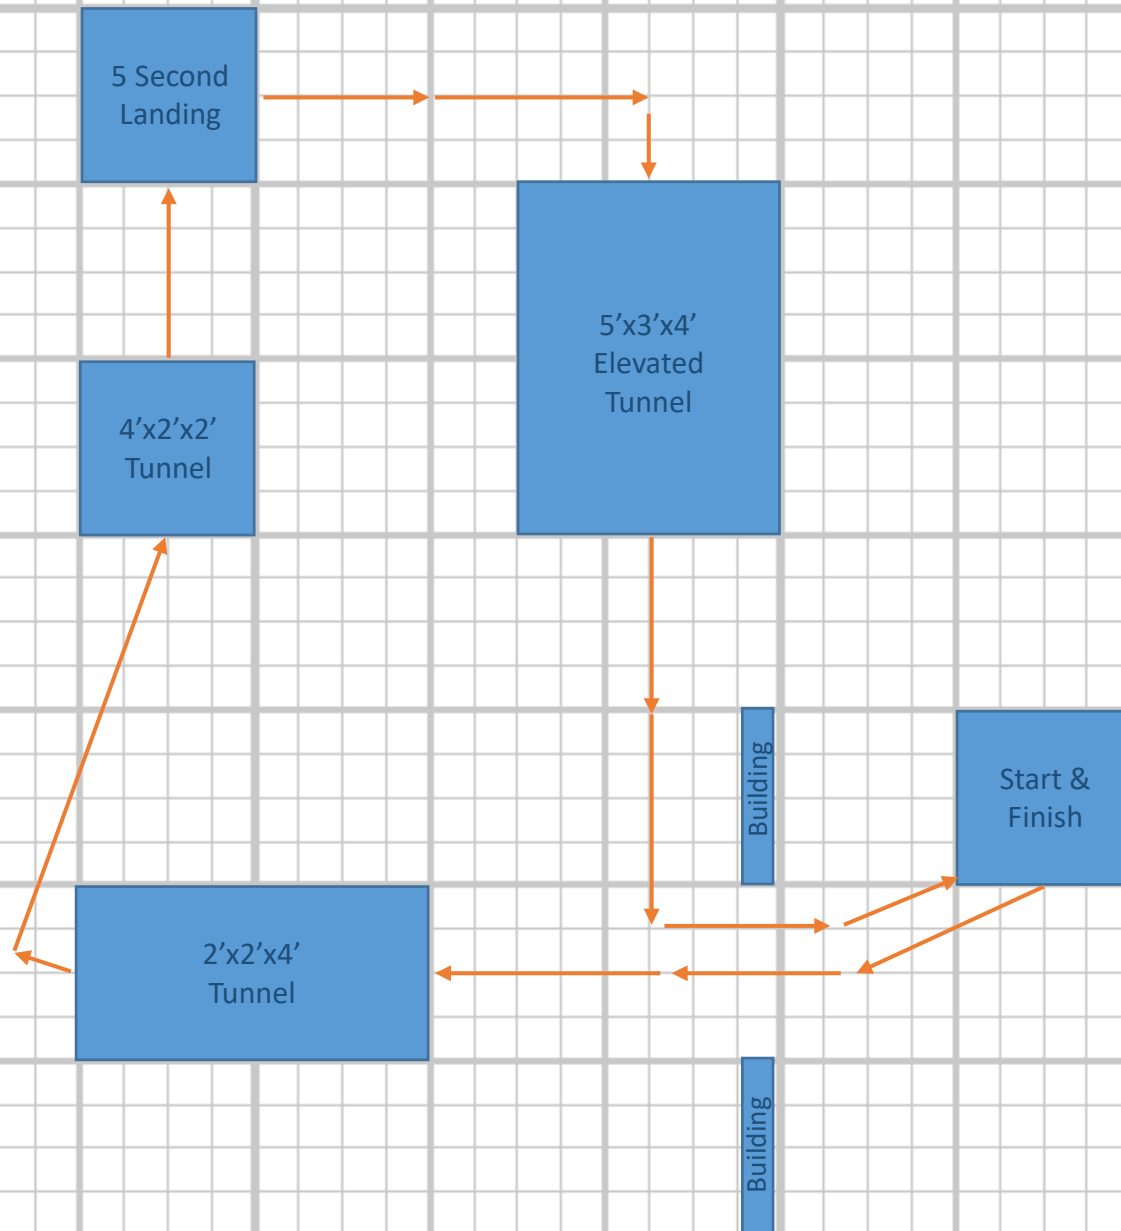 5 Second
Landing
5’x3’x4’
Elevated
Tunnel
4’x2’x2’
Tunnel
Building
Start &
Finish
2’x2’x4’
Tunnel
Building